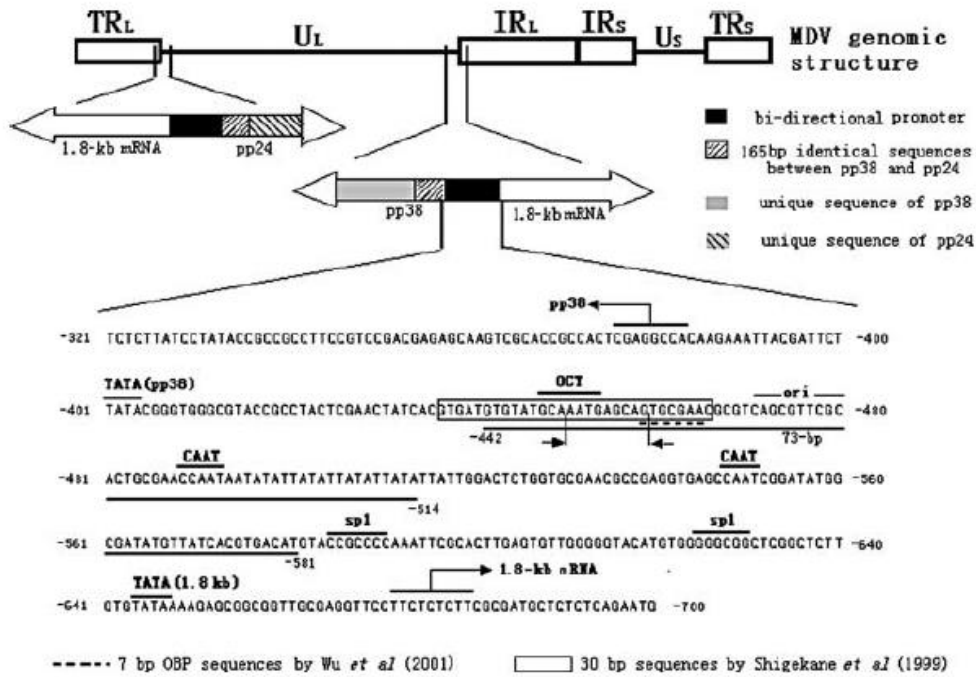 TRL UL IRL IRS US TRS MDV genomic structure
1.8-kb mRNA pp24
pp38 1.8-kb mRNA
bi-directional promoter
165bp identical sequences between pp38 and pp24
unique sequence of pp38
unique sequence of pp24
pp38
-321 TCTCTTATCCTATACCGCCGCCTTCCGTCCGACGAGAGCAAGTCGCACCGCCACTCGAGGCCACAAGAAATTACGATTCT -400
TATA(pp38) OCT ori
-401 TATACGGGTGGGCGTACCGCCTACTCGAACTATCACGTGATGTGTATGCAAATGAGCAGTGCGAACGCGTCAGCGTTCGC -480
-442 73-bp
CAAT CAAT
-481 ACTGCGAACCAATAATATATTATATTATATTATATTATTGGACTCTGGTGCGAACGCCGAGGTGAGCCAATCGGATATGG -560
-514
sp1 sp1
-561 CGATATGTTATCACGTGACATGTACCGCCCCAAATTCGCACTTGAGTGTTGGGGGTACATGTGGGGGCGGCTCGGCTCTT -640
-581
TATA(1.8kb) 1.8-kb mRNA
-641 GTGTATAAAAGAGCGGCGGTTGCGAGGTTCCTTCTCTCTTCGCGATGCTCTCTCAGAATG -700
7 bp OBP sequences by Wu et al (2001) 30 bp sequences by Shigekane et al (1999)